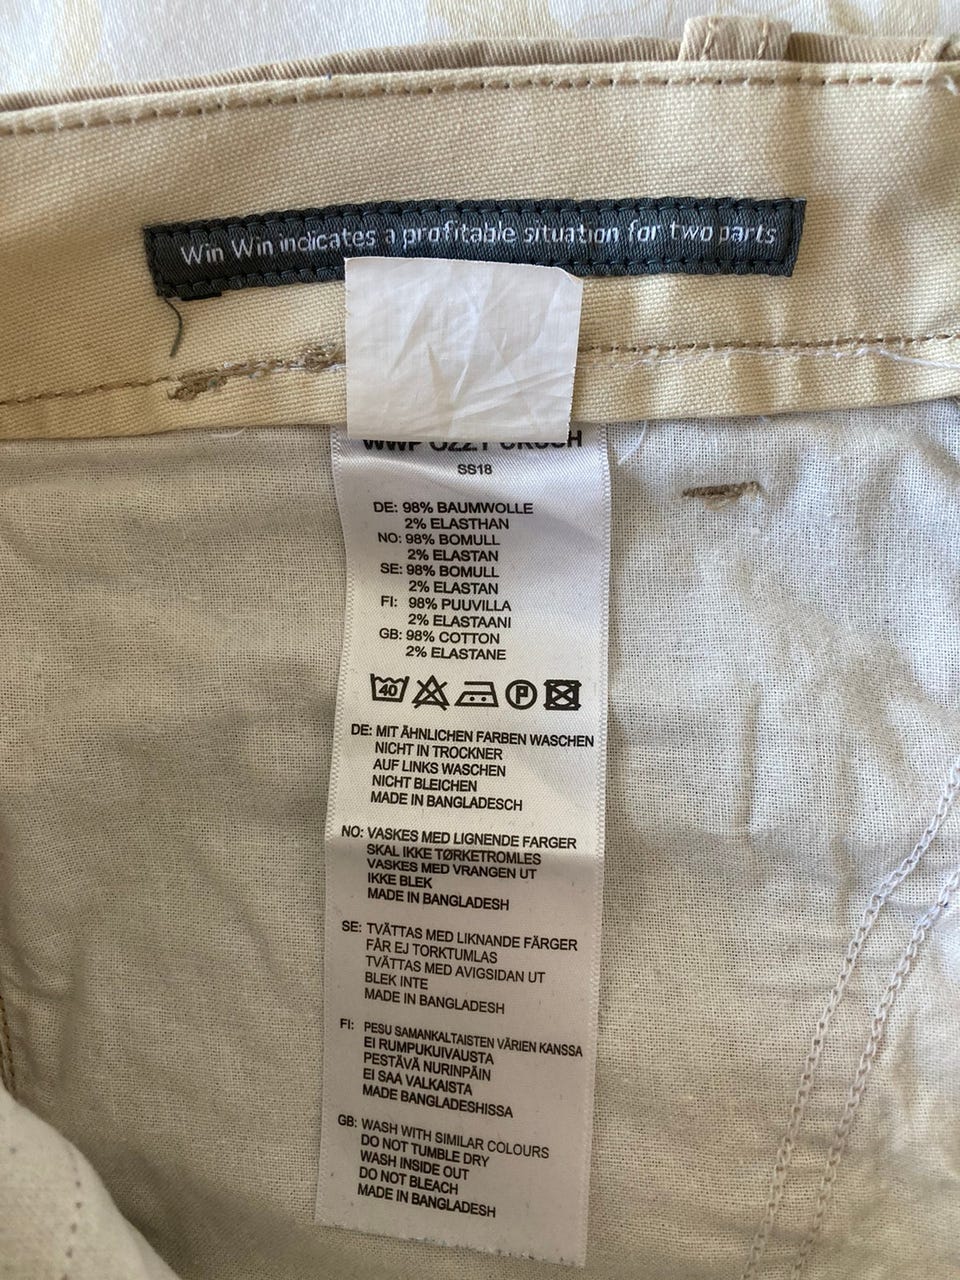 Win Win indicates a profitable situation for two parts
SS18
DE: 98% BAUMWOLLE
2% ELASTHAN
NO: 98% BOMULL
2% ELASTAN
SE: 98% BOMULL
2% ELASTAN
FI: 98% PUUVILLA
2% ELASTAANI
GB: 98% COTTON
2% ELASTANE
40 P
DE: MIT ÄHNLICHEN FARBEN WASCHEN
NICHT IN TROCKNER
AUF LINKS WASCHEN
NICHT BLEICHEN
MADE IN BANGLADESCH
NO: VASKES MED LIGNENDE FARGER
SKAL IKKE TØRKETROMLES
VASKES MED VRANGEN UT
IKKE BLEK
MADE IN BANGLADESH
SE: TVÄTTAS MED LIKNANDE FÄRGER
FÅR EJ TORKTUMLAS
TVÄTTAS MED AVIGSIDAN UT
BLEK INTE
MADE IN BANGLADESH
FI: PESU SAMANKALTAISTEN VÄRIEN KANSSA
EI RUMPUKUIVAUSTA
PESTÄVÄ NURINPÄIN
EI SAA VALKAISTA
MADE BANGLADESHISSA
GB: WASH WITH SIMILAR COLOURS
DO NOT TUMBLE DRY
WASH INSIDE OUT
DO NOT BLEACH
MADE IN BANGLADESH